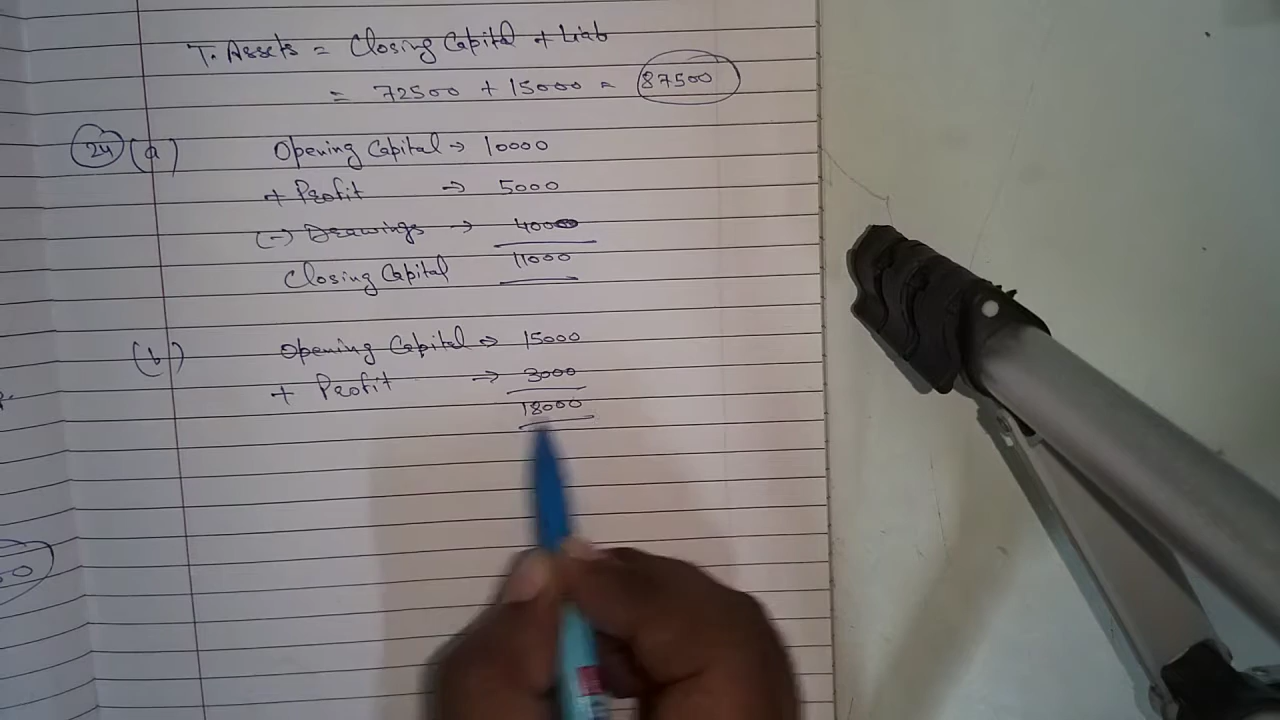 T. Assets = Closing Capital + Liab
= 72500 + 15000 = 87500
24 (a) Opening Capital → 10000
+ Profit → 5000
(-) Drawings → 4000
Closing Capital 11000
(b) Opening Capital → 15000
+ Profit → 3000
18000